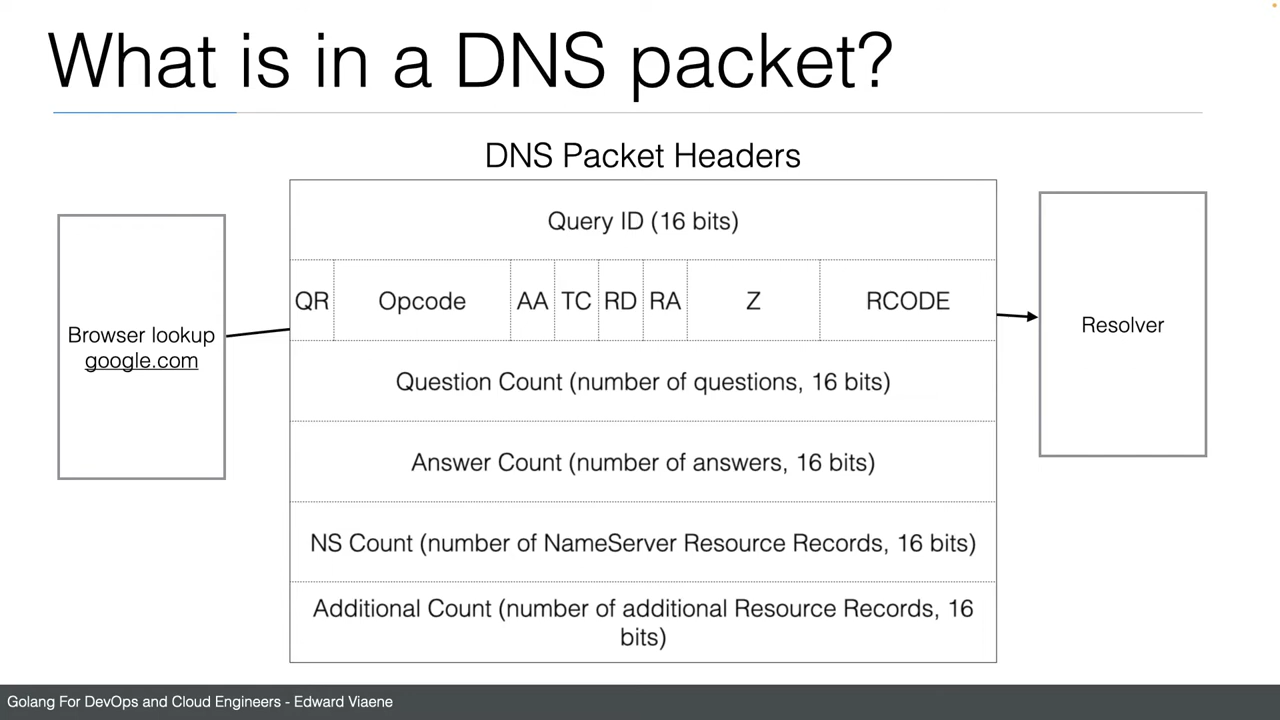 What is in a DNS packet?
DNS Packet Headers
Browser lookup
google.com
Query ID (16 bits)
QR Opcode AA TC RD RA Z RCODE
Question Count (number of questions, 16 bits)
Answer Count (number of answers, 16 bits)
NS Count (number of NameServer Resource Records, 16 bits)
Additional Count (number of additional Resource Records, 16
bits)
Resolver
Golang For DevOps and Cloud Engineers - Edward Viaene